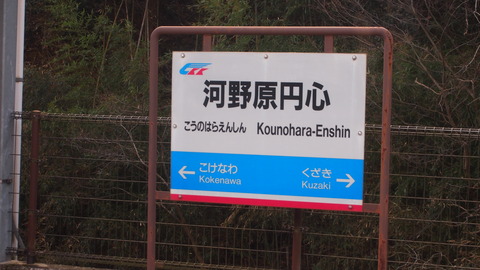 河野原円心
こうのはらえんしん Kounohara-Enshin
← こけなわ くざき →
Kokenawa Kuzaki